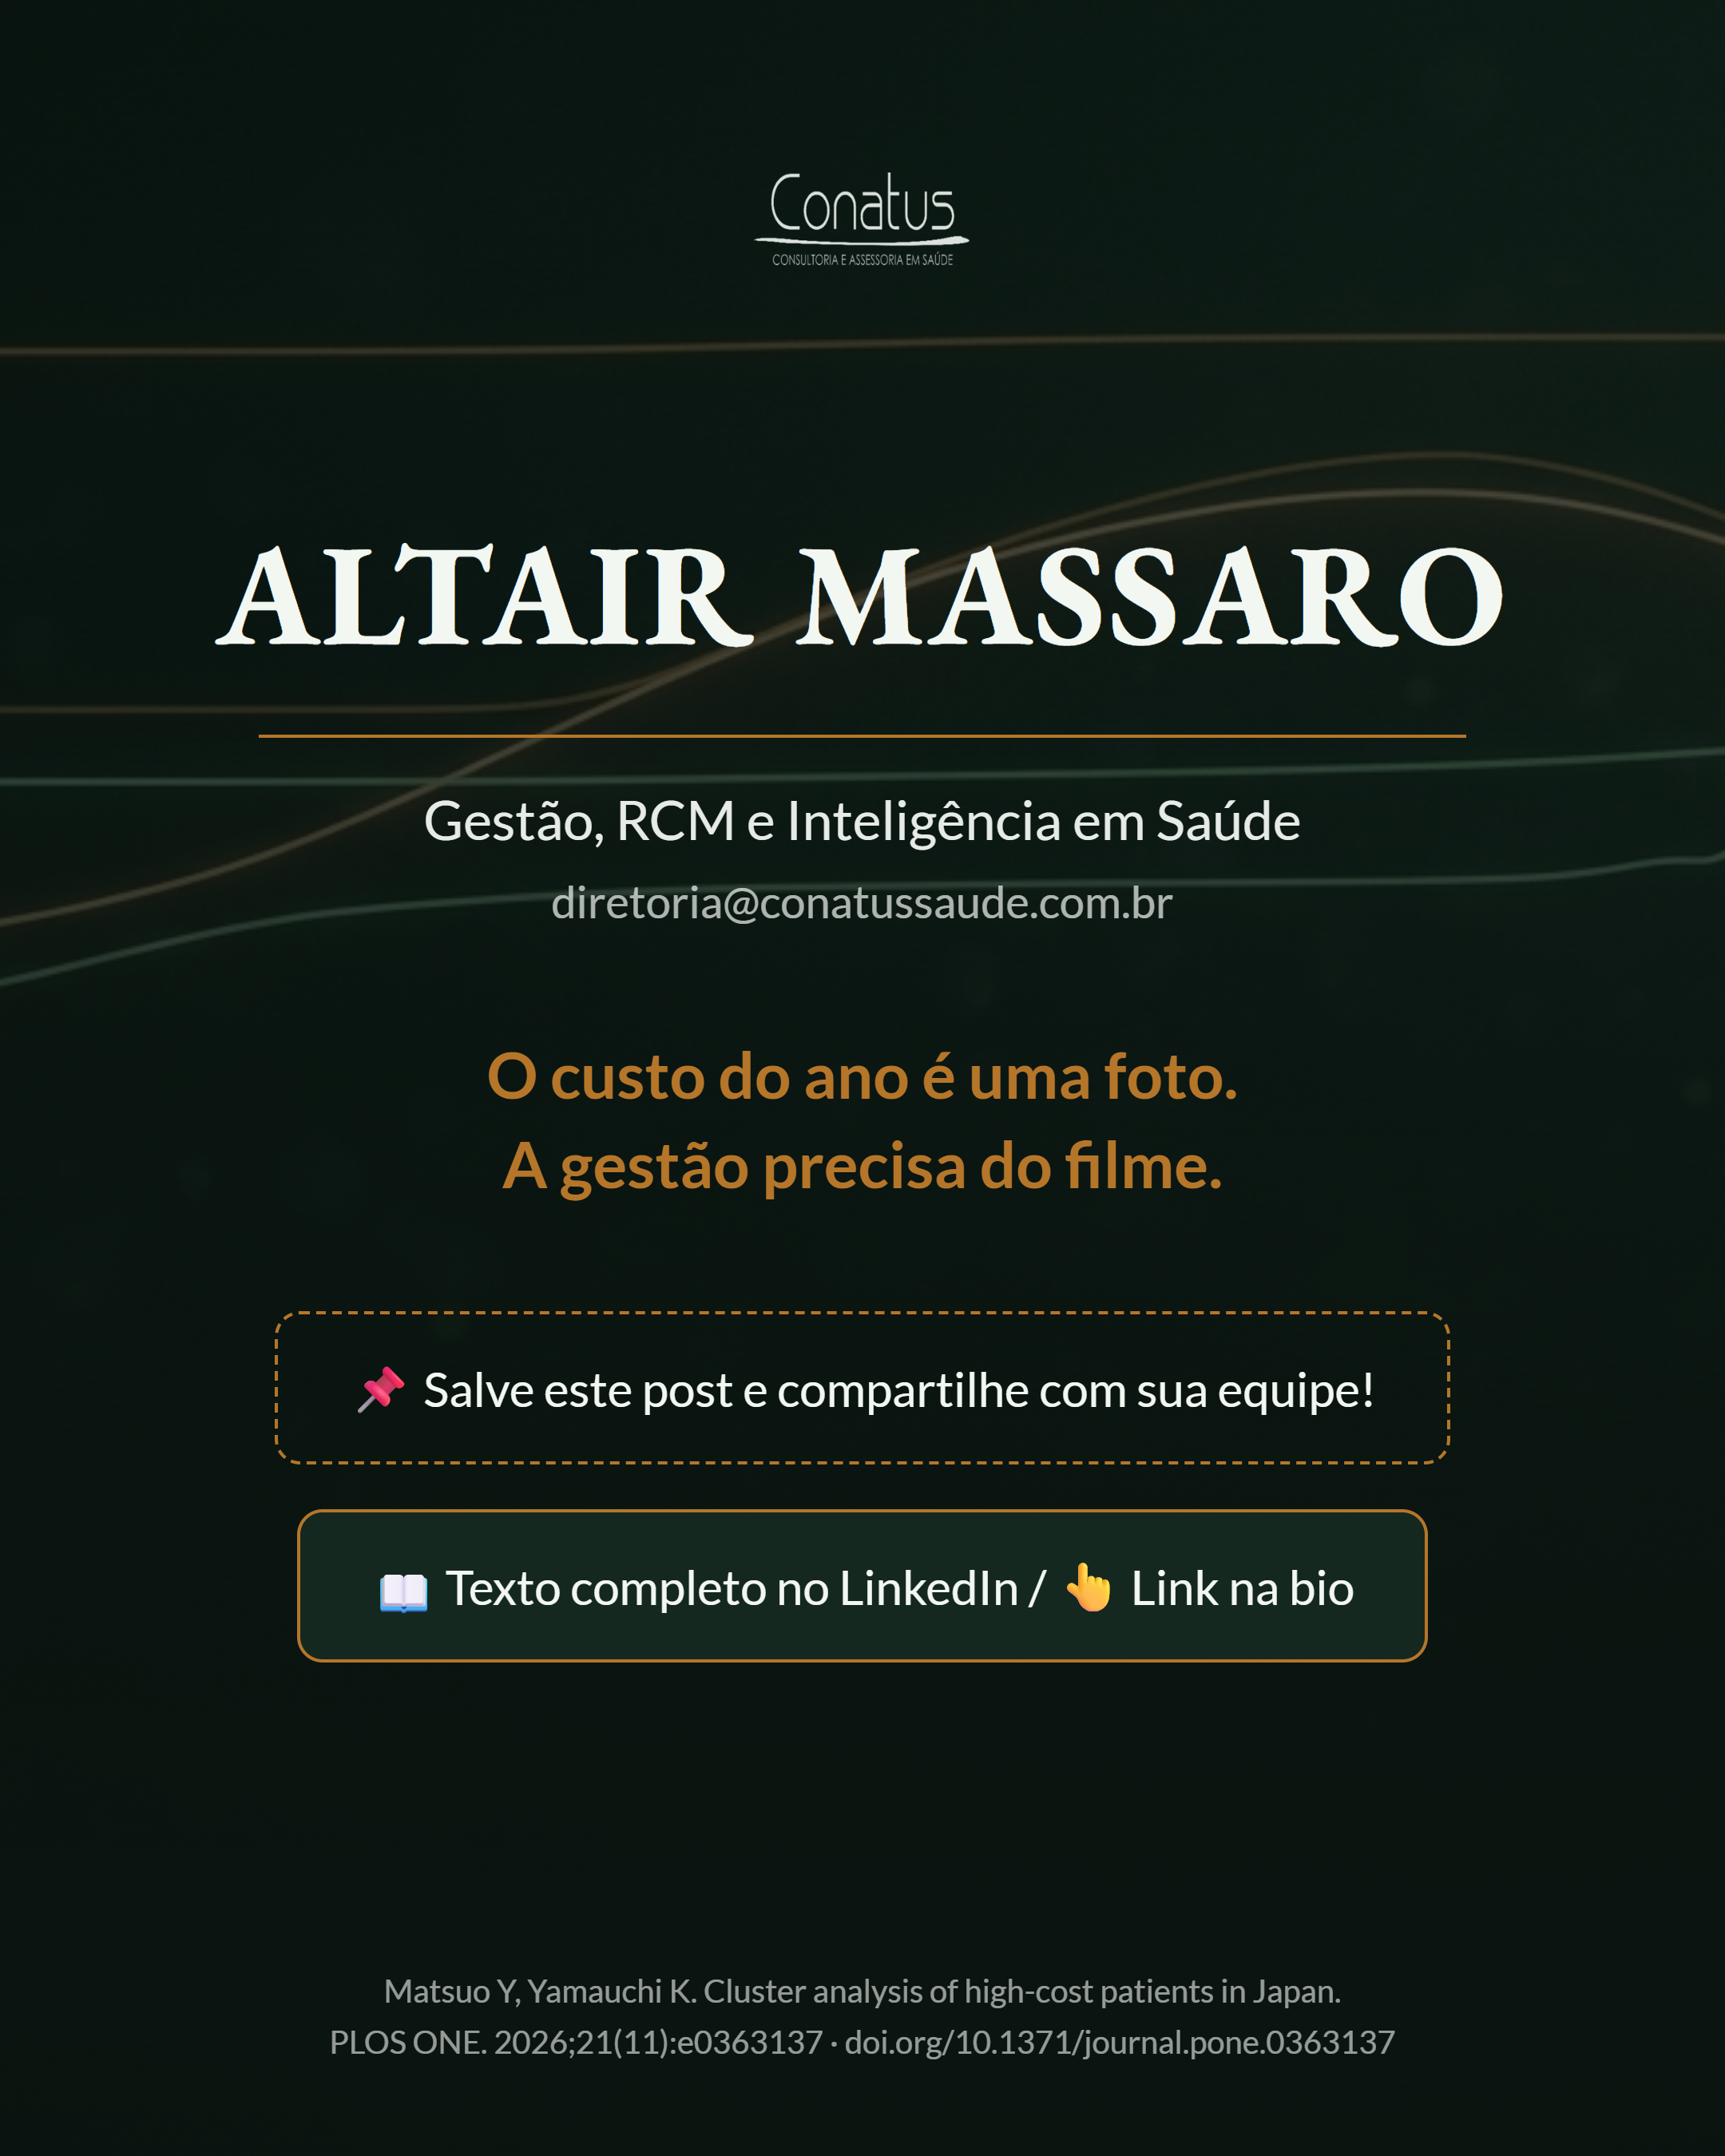 Conatus
CONSULTORIA E ASSESSORIA EM SAÚDE
ALTAIR MASSARO
Gestão, RCM e Inteligência em Saúde
diretoria@conatussaude.com.br
O custo do ano é uma foto.
A gestão precisa do filme.
📌 Salve este post e compartilhe com sua equipe!
📖 Texto completo no LinkedIn / 👆 Link na bio
Matsuo Y, Yamauchi K. Cluster analysis of high-cost patients in Japan.
PLOS ONE. 2026;21(11):e0363137 · doi.org/10.1371/journal.pone.0363137